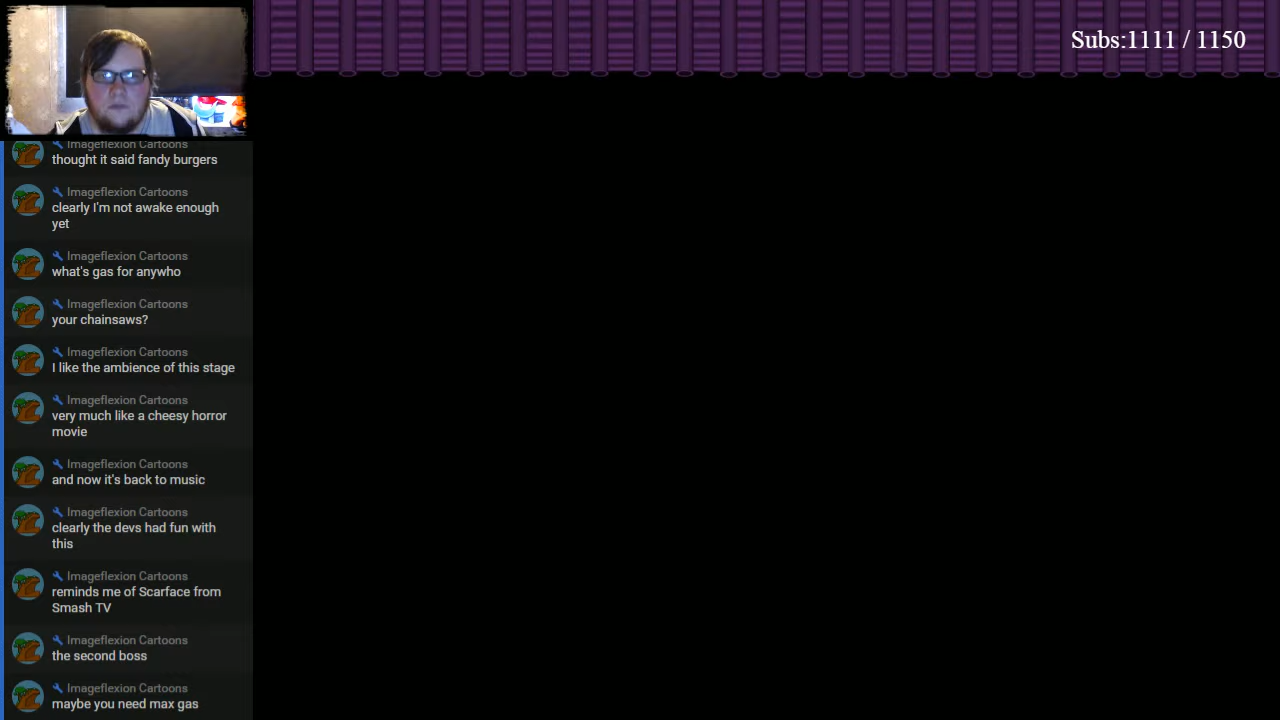 Subs:1111 / 1150
Imageflexion Cartoons
thought it said fandy burgers
Imageflexion Cartoons
clearly I'm not awake enough
yet
Imageflexion Cartoons
what's gas for anywho
Imageflexion Cartoons
your chainsaws?
Imageflexion Cartoons
I like the ambience of this stage
Imageflexion Cartoons
very much like a cheesy horror
movie
Imageflexion Cartoons
and now it's back to music
Imageflexion Cartoons
clearly the devs had fun with
this
Imageflexion Cartoons
reminds me of Scarface from
Smash TV
Imageflexion Cartoons
the second boss
Imageflexion Cartoons
maybe you need max gas